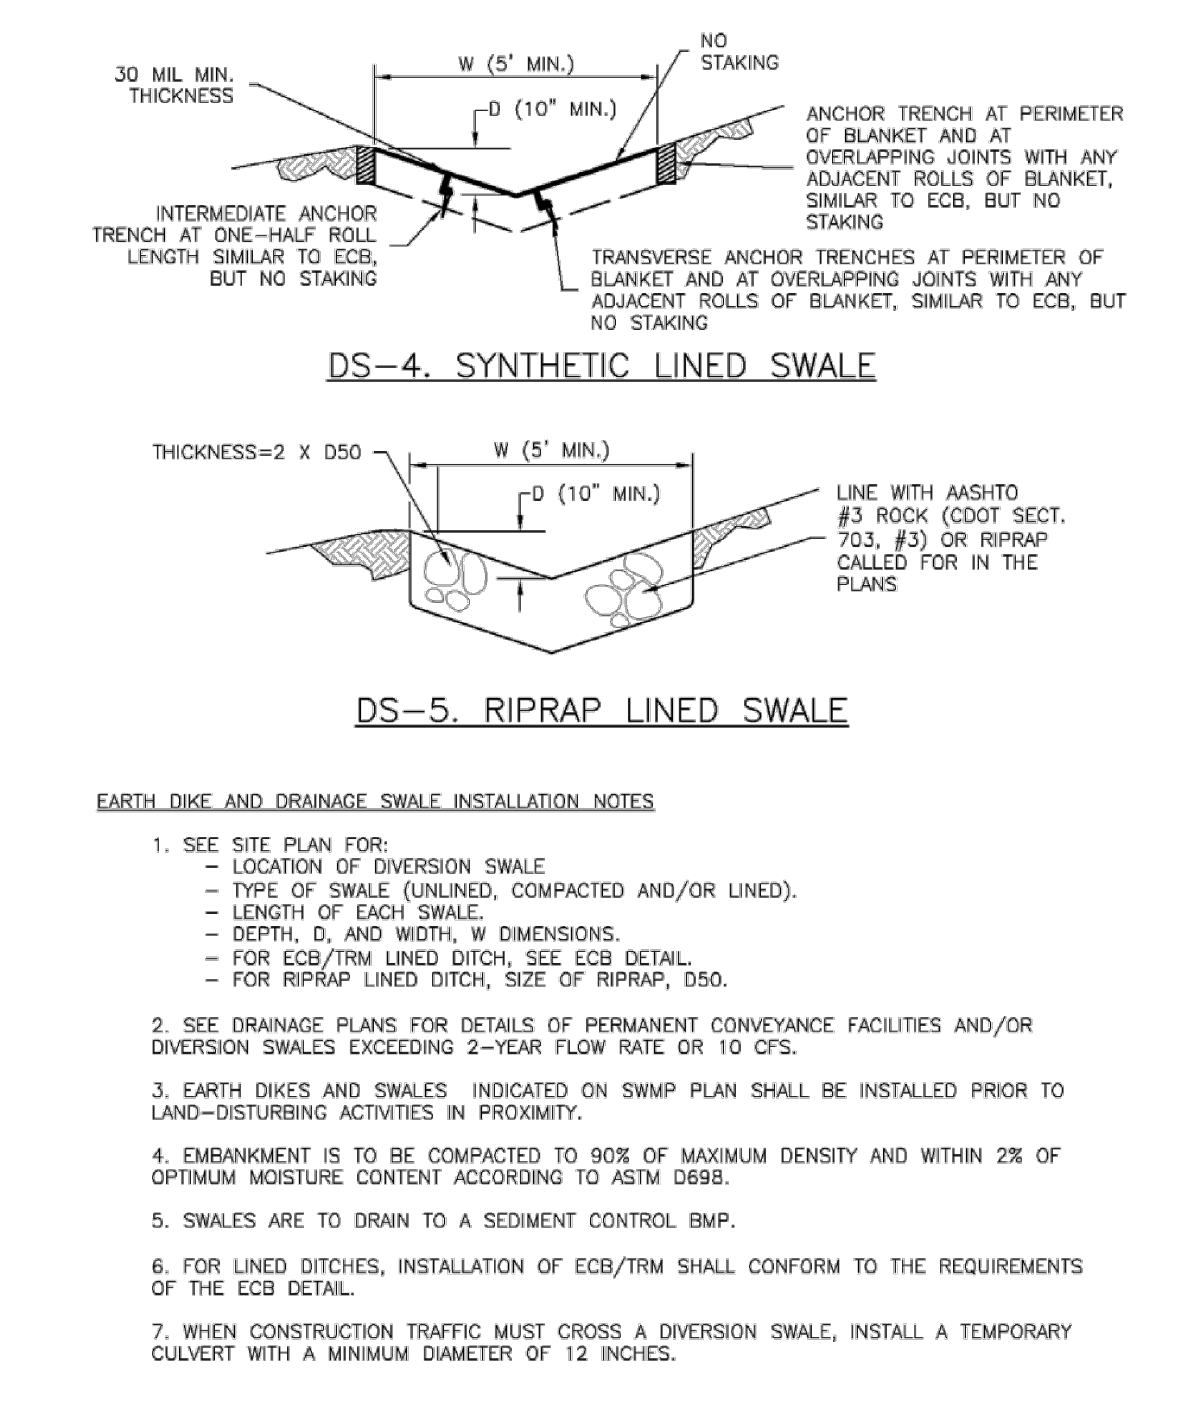 W (5' MIN.)
NO
STAKING
30 MIL MIN.
THICKNESS
D (10" MIN.)
ANCHOR TRENCH AT PERIMETER
OF BLANKET AND AT
OVERLAPPING JOINTS WITH ANY
ADJACENT ROLLS OF BLANKET,
SIMILAR TO ECB, BUT NO
STAKING
INTERMEDIATE ANCHOR
TRENCH AT ONE-HALF ROLL
LENGTH SIMILAR TO ECB,
BUT NO STAKING
TRANSVERSE ANCHOR TRENCHES AT PERIMETER OF
BLANKET AND AT OVERLAPPING JOINTS WITH ANY
ADJACENT ROLLS OF BLANKET, SIMILAR TO ECB, BUT
NO STAKING
DS-4. SYNTHETIC LINED SWALE
THICKNESS=2 X D50
W (5' MIN.)
D (10" MIN.)
LINE WITH AASHTO
#3 ROCK (CDOT SECT.
703, #3) OR RIPRAP
CALLED FOR IN THE
PLANS
DS-5. RIPRAP LINED SWALE
EARTH DIKE AND DRAINAGE SWALE INSTALLATION NOTES
1. SEE SITE PLAN FOR:
- LOCATION OF DIVERSION SWALE
- TYPE OF SWALE (UNLINED, COMPACTED AND/OR LINED).
- LENGTH OF EACH SWALE.
- DEPTH, D, AND WIDTH, W DIMENSIONS.
- FOR ECB/TRM LINED DITCH, SEE ECB DETAIL.
- FOR RIPRAP LINED DITCH, SIZE OF RIPRAP, D50.
2. SEE DRAINAGE PLANS FOR DETAILS OF PERMANENT CONVEYANCE FACILITIES AND/OR
DIVERSION SWALES EXCEEDING 2-YEAR FLOW RATE OR 10 CFS.
3. EARTH DIKES AND SWALES INDICATED ON SWMP PLAN SHALL BE INSTALLED PRIOR TO
LAND-DISTURBING ACTIVITIES IN PROXIMITY.
4. EMBANKMENT IS TO BE COMPACTED TO 90% OF MAXIMUM DENSITY AND WITHIN 2% OF
OPTIMUM MOISTURE CONTENT ACCORDING TO ASTM D698.
5. SWALES ARE TO DRAIN TO A SEDIMENT CONTROL BMP.
6. FOR LINED DITCHES, INSTALLATION OF ECB/TRM SHALL CONFORM TO THE REQUIREMENTS
OF THE ECB DETAIL.
7. WHEN CONSTRUCTION TRAFFIC MUST CROSS A DIVERSION SWALE, INSTALL A TEMPORARY
CULVERT WITH A MINIMUM DIAMETER OF 12 INCHES.